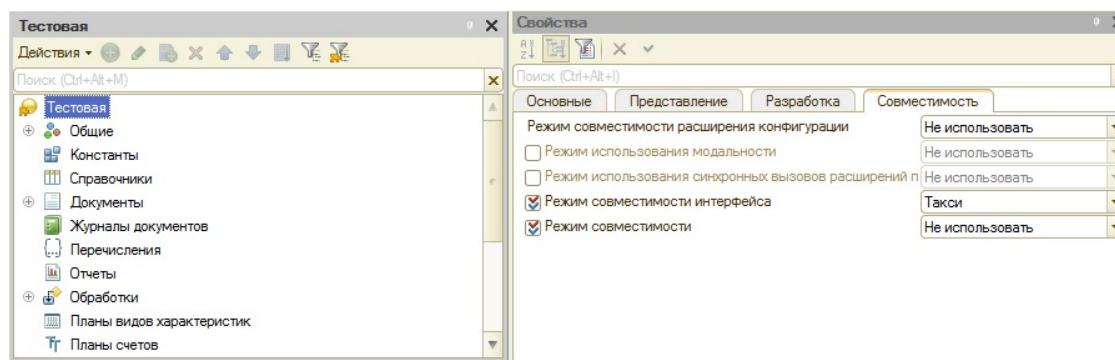 Тестовая
Действия
Поиск (Ctrl+Alt+M)
Тестовая
Общие
Константы
Справочники
Документы
Журналы документов
Перечисления
Отчеты
Обработки
Планы видов характеристик
Планы счетов
Свойства
Поиск (Ctrl+Alt+I)
Основные Представление Разработка Совместимость
Режим совместимости расширения конфигурации Не использовать
Режим использования модальности Не использовать
Режим использования синхронных вызовов расширений п Не использовать
Режим совместимости интерфейса Такси
Режим совместимости Не использовать